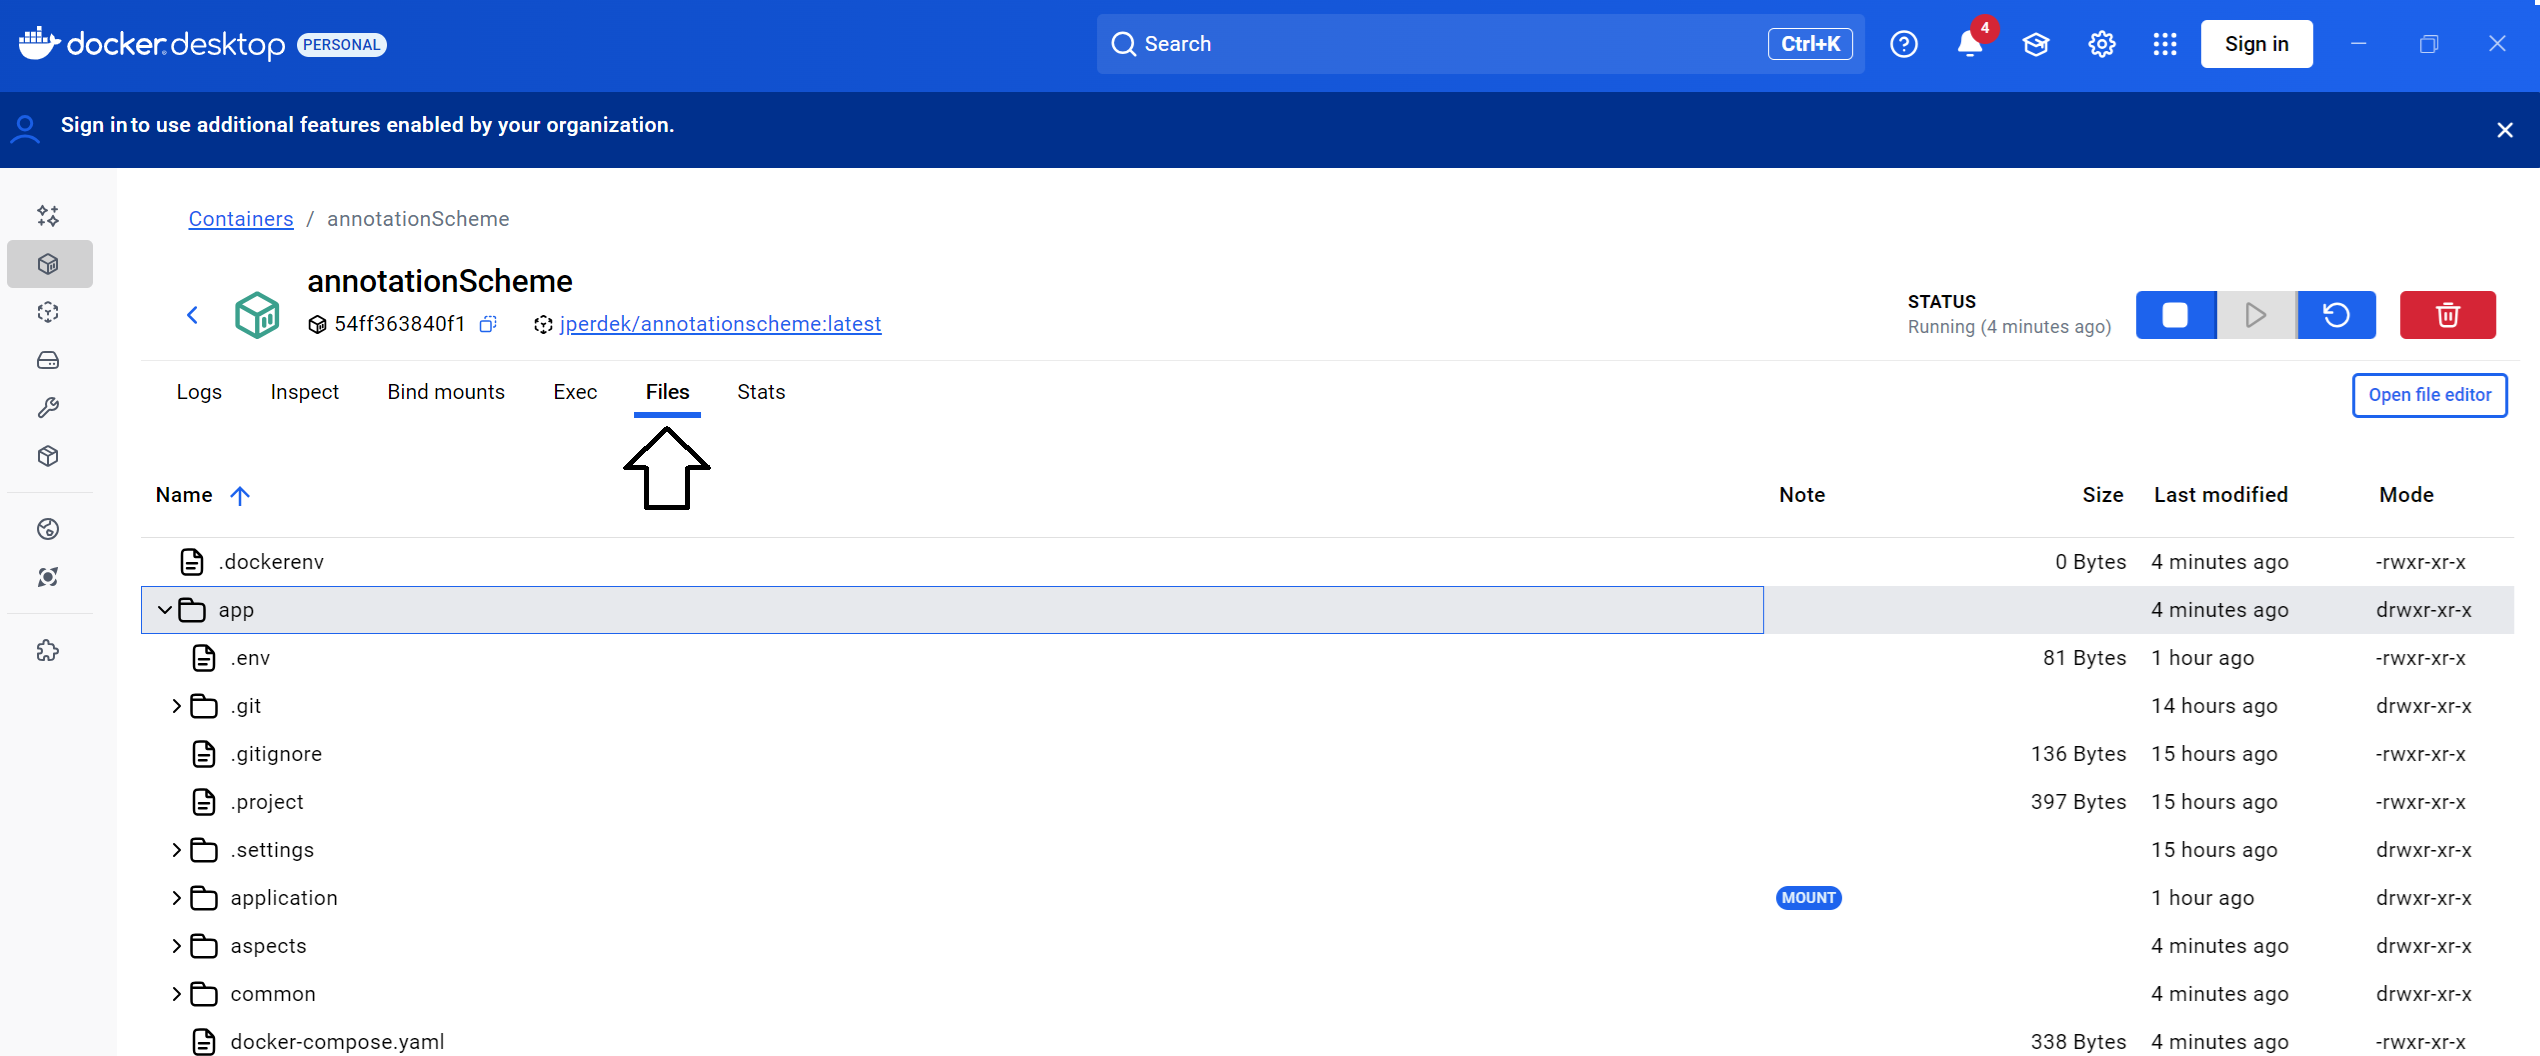 docker.desktop PERSONAL Search Ctrl+K 4 Sign in
Sign in to use additional features enabled by your organization.
Containers / annotationScheme
annotationScheme
54ff363840f1 jperdek/annotationscheme:latest
STATUS
Running (4 minutes ago)
Logs Inspect Bind mounts Exec Files Stats Open file editor
Name Note Size Last modified Mode
.dockerenv 0 Bytes 4 minutes ago -rwxr-xr-x
app 4 minutes ago drwxr-xr-x
.env 81 Bytes 1 hour ago -rwxr-xr-x
.git 14 hours ago drwxr-xr-x
.gitignore 136 Bytes 15 hours ago -rwxr-xr-x
.project 397 Bytes 15 hours ago -rwxr-xr-x
.settings 15 hours ago drwxr-xr-x
application MOUNT 1 hour ago drwxr-xr-x
aspects 4 minutes ago drwxr-xr-x
common 4 minutes ago drwxr-xr-x
docker-compose.yaml 338 Bytes 4 minutes ago -rwxr-xr-x